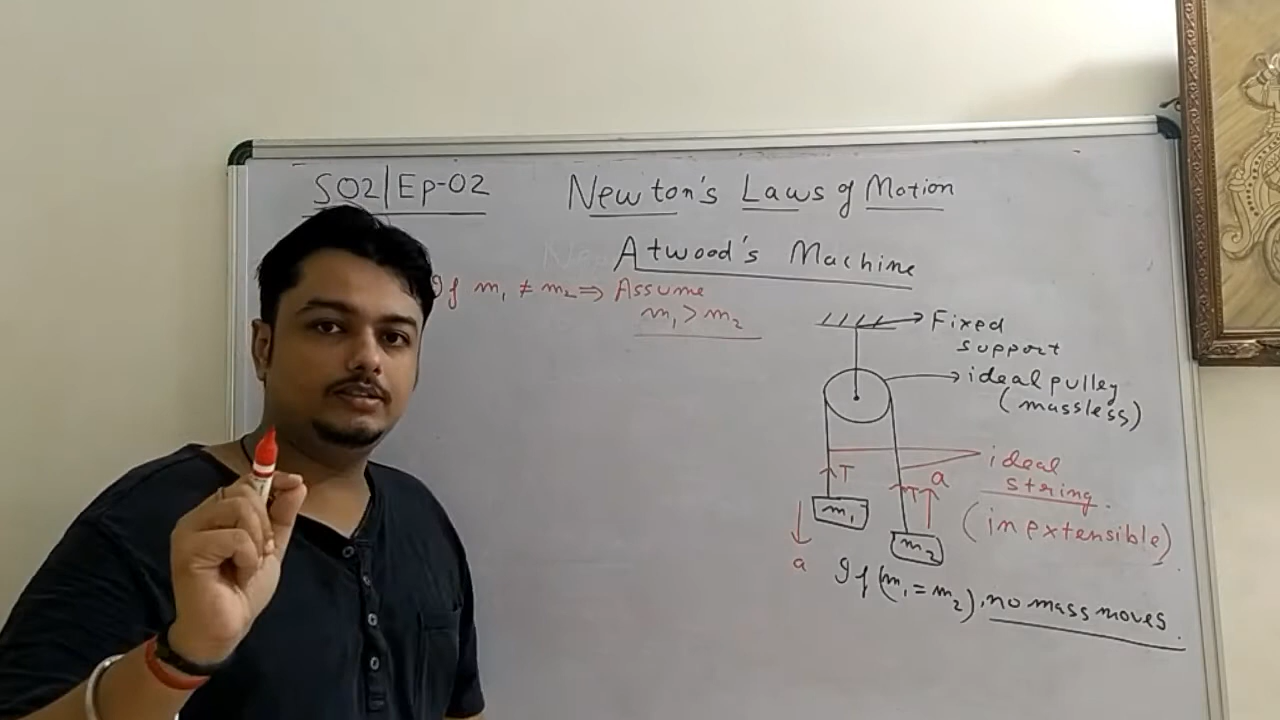 S02|Ep-02
Newton's Laws of Motion
Atwood's Machine
If m₁ ≠ m₂ ⇒ Assume
m₁ > m₂
Fixed
support
ideal pulley
(massless)
ideal
string.
(inextensible)
T
T
a
m₁
m₂
a
If (m₁ = m₂), no mass moves.